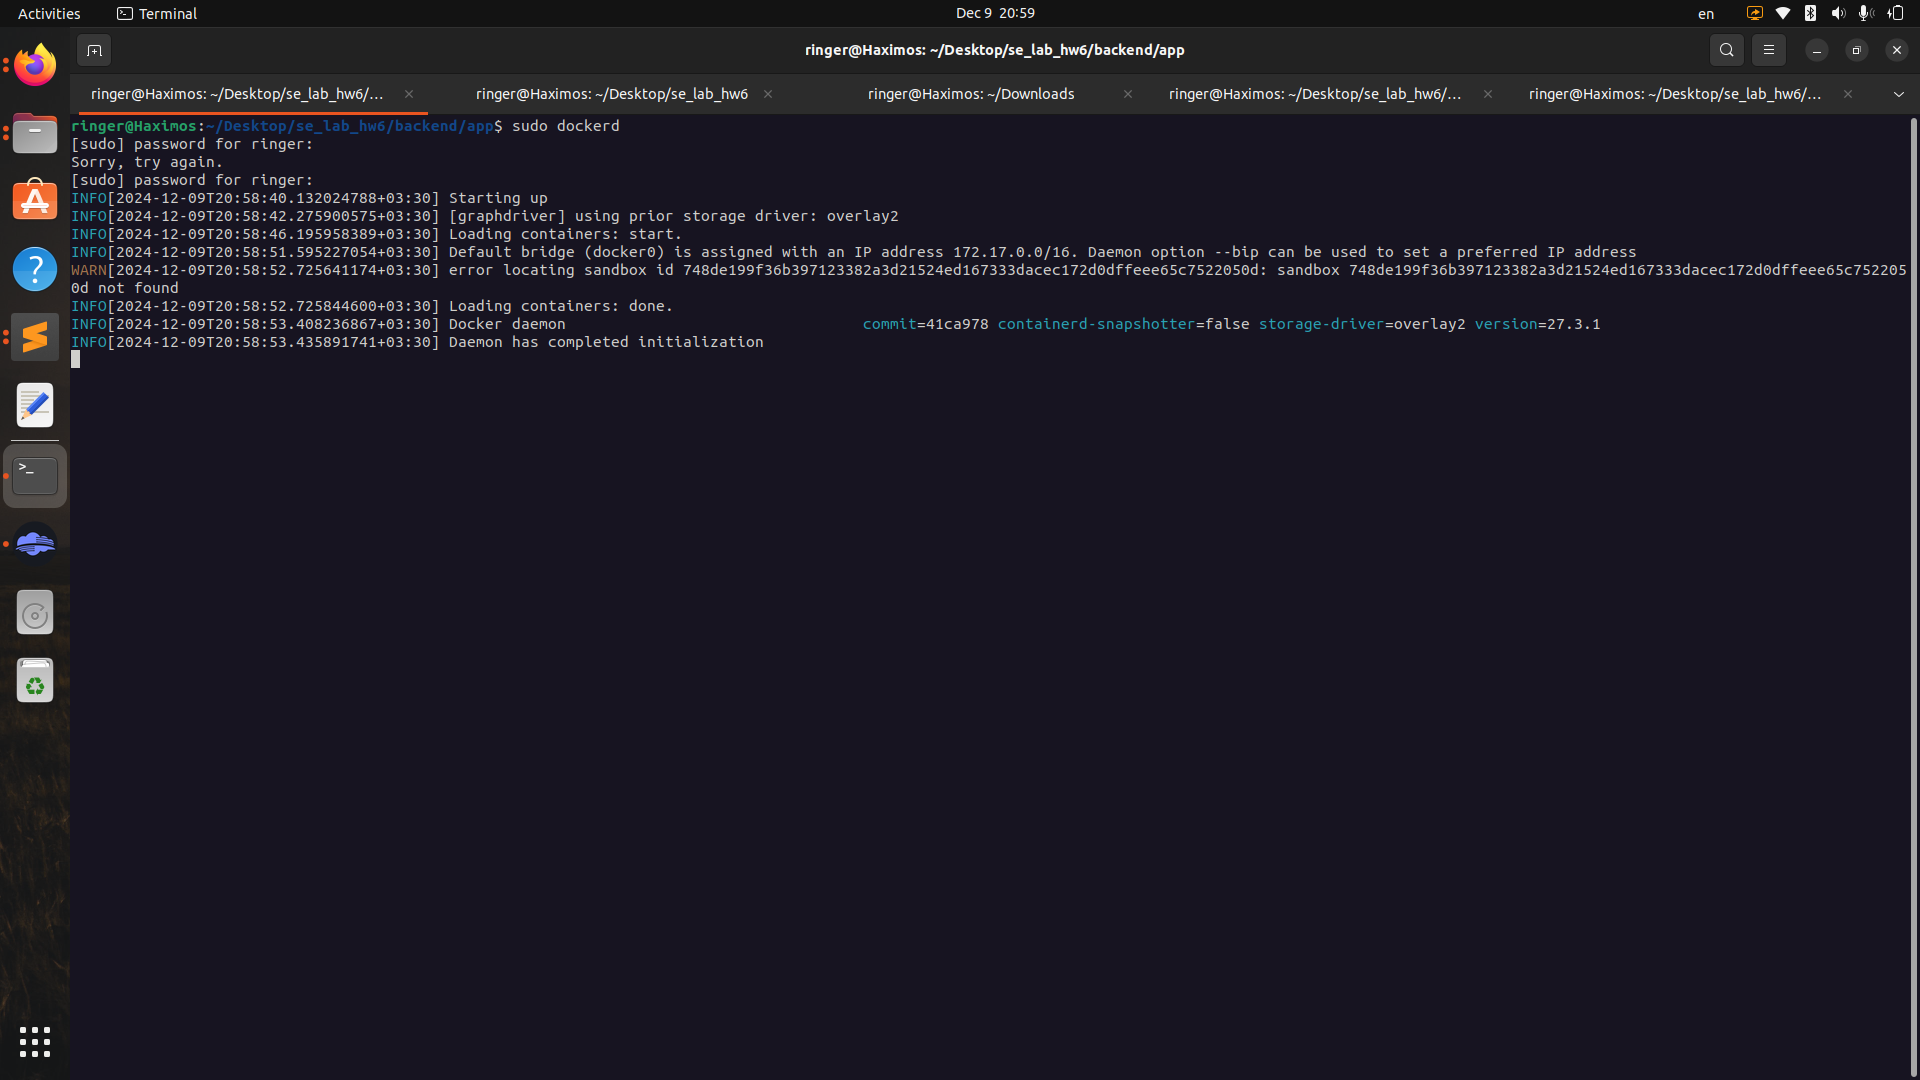 Activities
Terminal
Dec 9 20:59
en
ringer@Haximos: ~/Desktop/se_lab_hw6/backend/app
ringer@Haximos: ~/Desktop/se_lab_hw6/...
ringer@Haximos: ~/Desktop/se_lab_hw6
ringer@Haximos: ~/Downloads
ringer@Haximos: ~/Desktop/se_lab_hw6/...
ringer@Haximos: ~/Desktop/se_lab_hw6/...
ringer@Haximos:~/Desktop/se_lab_hw6/backend/app$ sudo dockerd
[sudo] password for ringer:
Sorry, try again.
[sudo] password for ringer:
INFO[2024-12-09T20:58:40.132024788+03:30] Starting up
INFO[2024-12-09T20:58:42.275900575+03:30] [graphdriver] using prior storage driver: overlay2
INFO[2024-12-09T20:58:46.195958389+03:30] Loading containers: start.
INFO[2024-12-09T20:58:51.595227054+03:30] Default bridge (docker0) is assigned with an IP address 172.17.0.0/16. Daemon option --bip can be used to set a preferred IP address
WARN[2024-12-09T20:58:52.725641174+03:30] error locating sandbox id 748de199f36b397123382a3d21524ed167333dacec172d0dffeee65c7522050d: sandbox 748de199f36b397123382a3d21524ed167333dacec172d0dffeee65c752205
0d not found
INFO[2024-12-09T20:58:52.725844600+03:30] Loading containers: done.
INFO[2024-12-09T20:58:53.408236867+03:30] Docker daemon commit=41ca978 containerd-snapshotter=false storage-driver=overlay2 version=27.3.1
INFO[2024-12-09T20:58:53.435891741+03:30] Daemon has completed initialization